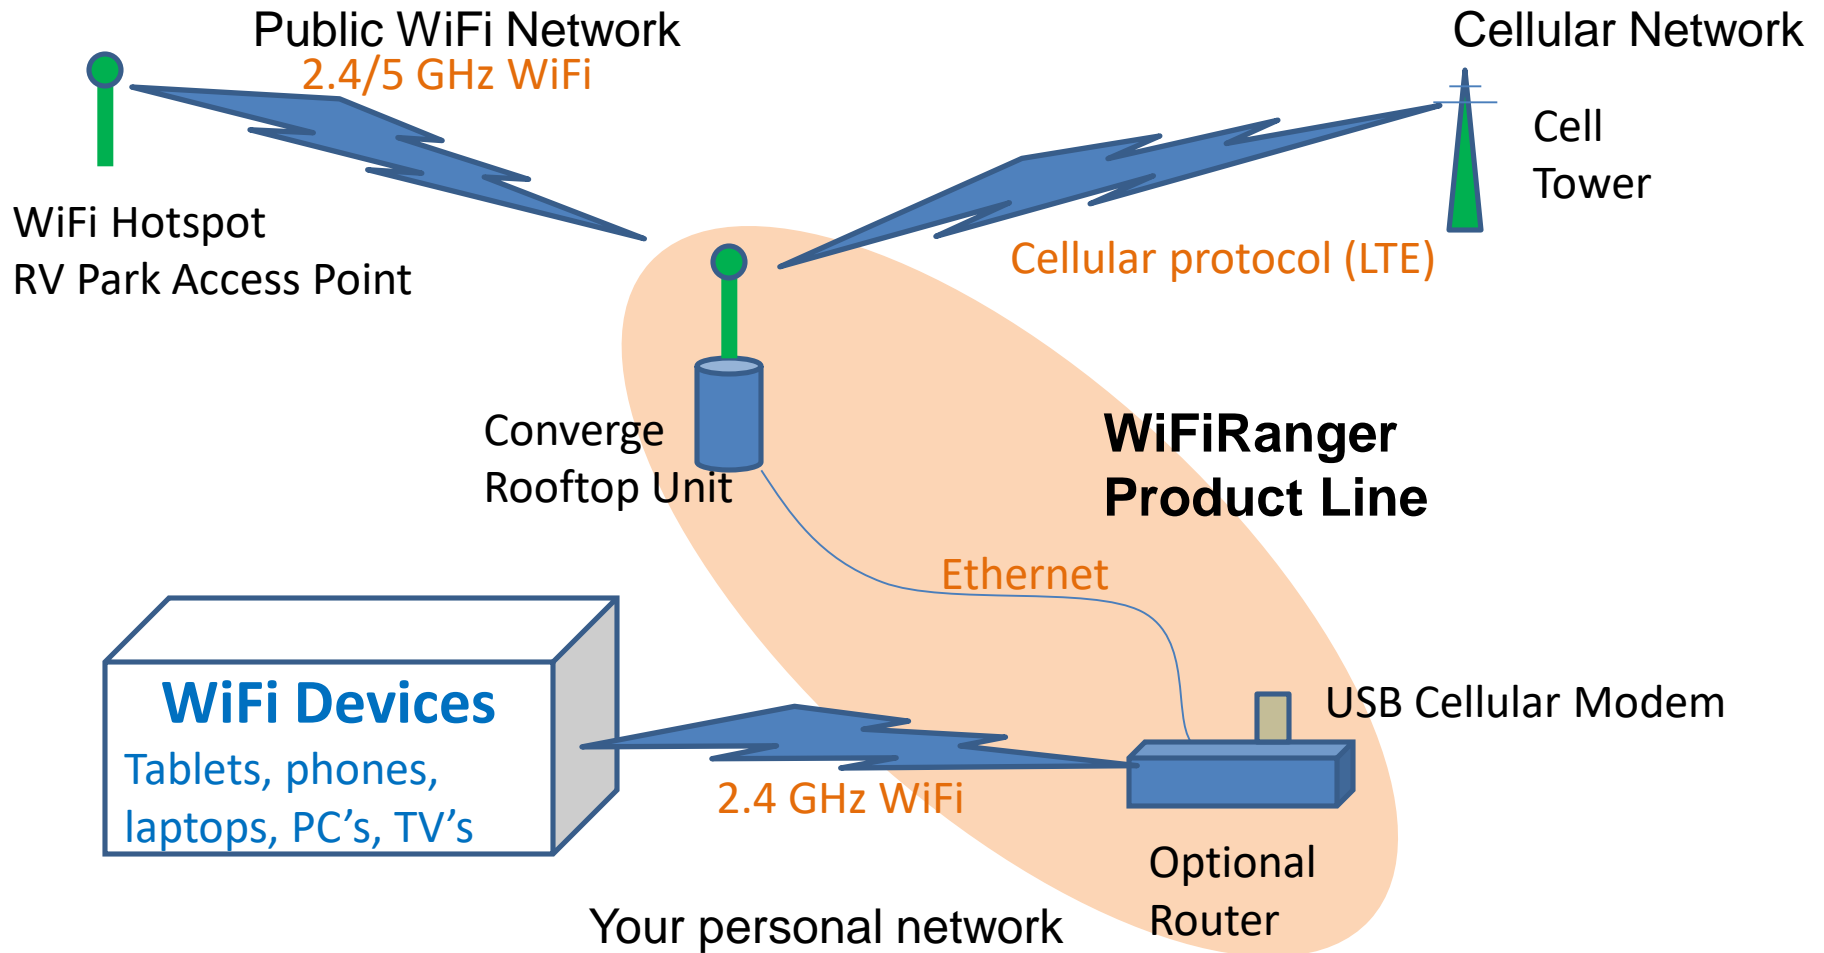 Public WiFi Network
2.4/5 GHz WiFi
Cellular Network
Cell
Tower
WiFi Hotspot
RV Park Access Point
Cellular protocol (LTE)
Converge
Rooftop Unit
WiFiRanger
Product Line
Ethernet
WiFi Devices
Tablets, phones,
laptops, PC’s, TV’s
USB Cellular Modem
2.4 GHz WiFi
Optional
Router
Your personal network